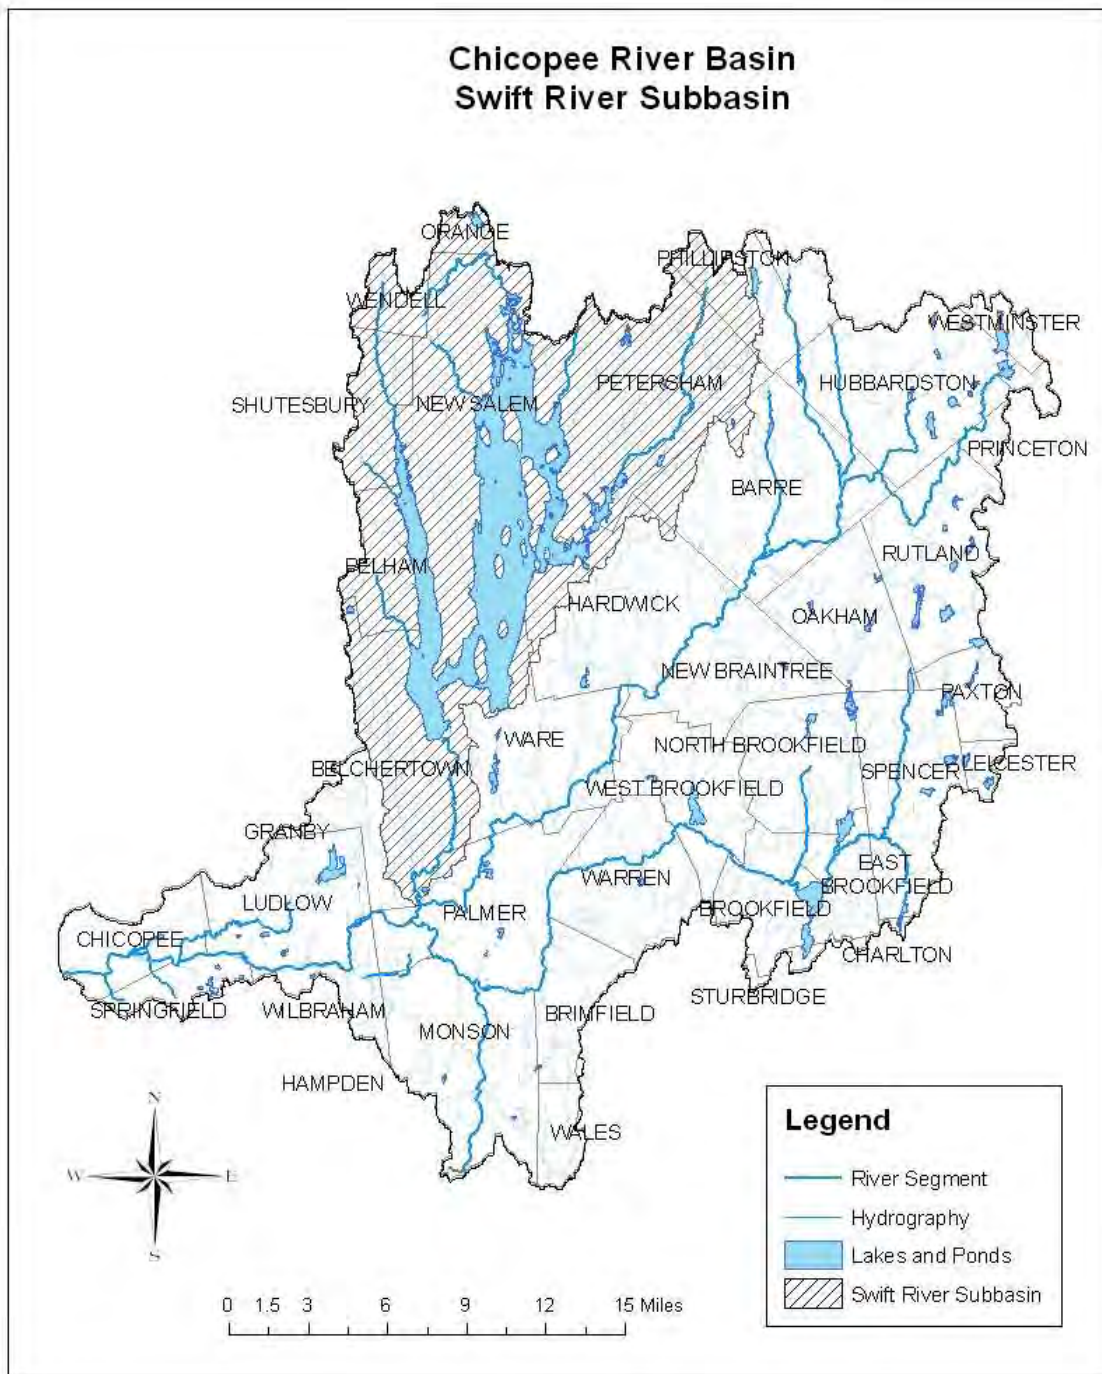 Chicopee River Basin
Swift River Subbasin
ORANGE
PHILLIPSTON
WENDELL
WESTMINSTER
SHUTESBURY
NEW SALEM
PETERSHAM
HUBBARDSTON
PRINCETON
BARRE
RUTLAND
PELHAM
HARDWICK
OAKHAM
NEW BRAINTREE
PAXTON
WARE
NORTH BROOKFIELD
BELCHERTOWN
WEST BROOKFIELD
SPENCER
LEICESTER
GRANBY
EAST
BROOKFIELD
WARREN
LUDLOW
PALMER
BROOKFIELD
CHICOPEE
CHARLTON
STURBRIDGE
SPRINGFIELD
WILBRAHAM
BRIMFIELD
MONSON
HAMPDEN
WALES
N
W
E
S
Legend
River Segment
Hydrography
Lakes and Ponds
Swift River Subbasin
0 1.5 3 6 9 12 15 Miles